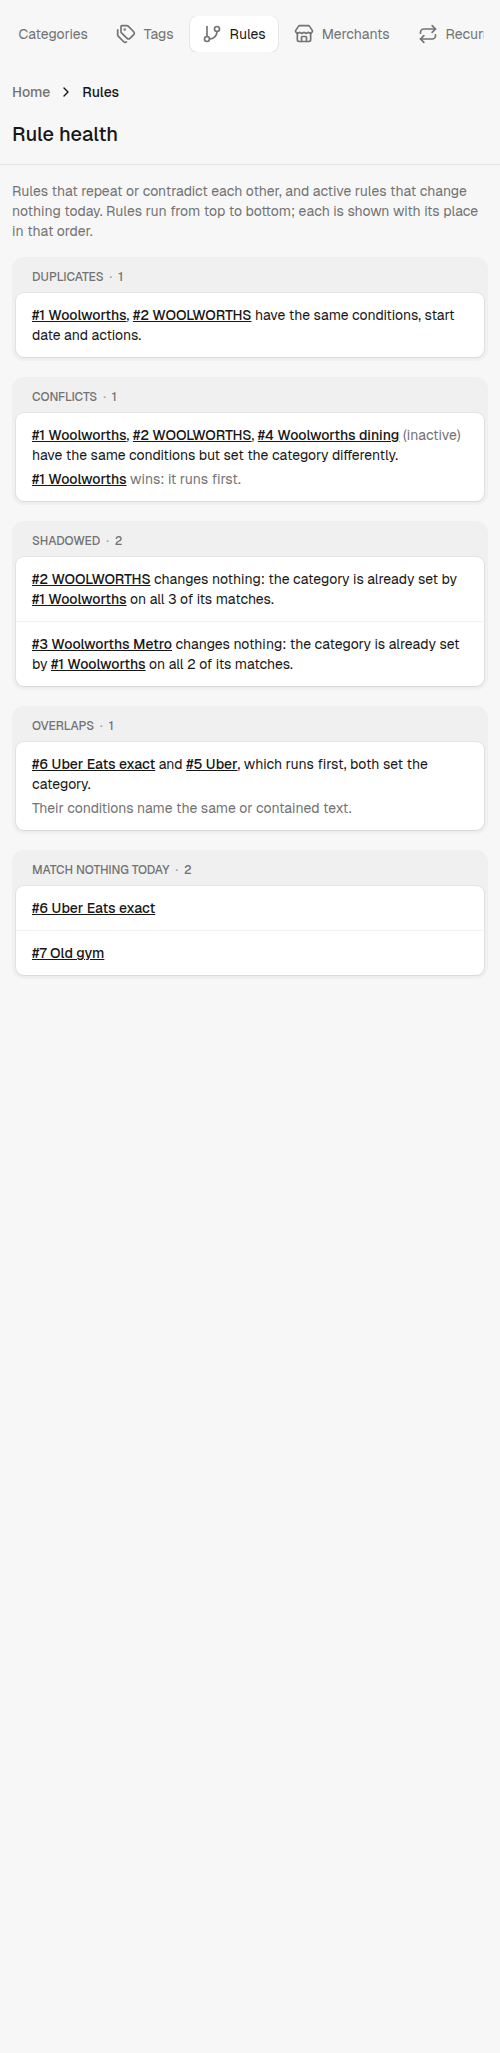 Categories Tags Rules Merchants Recur
Home > Rules
Rule health
Rules that repeat or contradict each other, and active rules that change
nothing today. Rules run from top to bottom; each is shown with its place
in that order.
DUPLICATES · 1
#1 Woolworths, #2 WOOLWORTHS have the same conditions, start
date and actions.
CONFLICTS · 1
#1 Woolworths, #2 WOOLWORTHS, #4 Woolworths dining (inactive)
have the same conditions but set the category differently.
#1 Woolworths wins: it runs first.
SHADOWED · 2
#2 WOOLWORTHS changes nothing: the category is already set by
#1 Woolworths on all 3 of its matches.
#3 Woolworths Metro changes nothing: the category is already set
by #1 Woolworths on all 2 of its matches.
OVERLAPS · 1
#6 Uber Eats exact and #5 Uber, which runs first, both set the
category.
Their conditions name the same or contained text.
MATCH NOTHING TODAY · 2
#6 Uber Eats exact
#7 Old gym